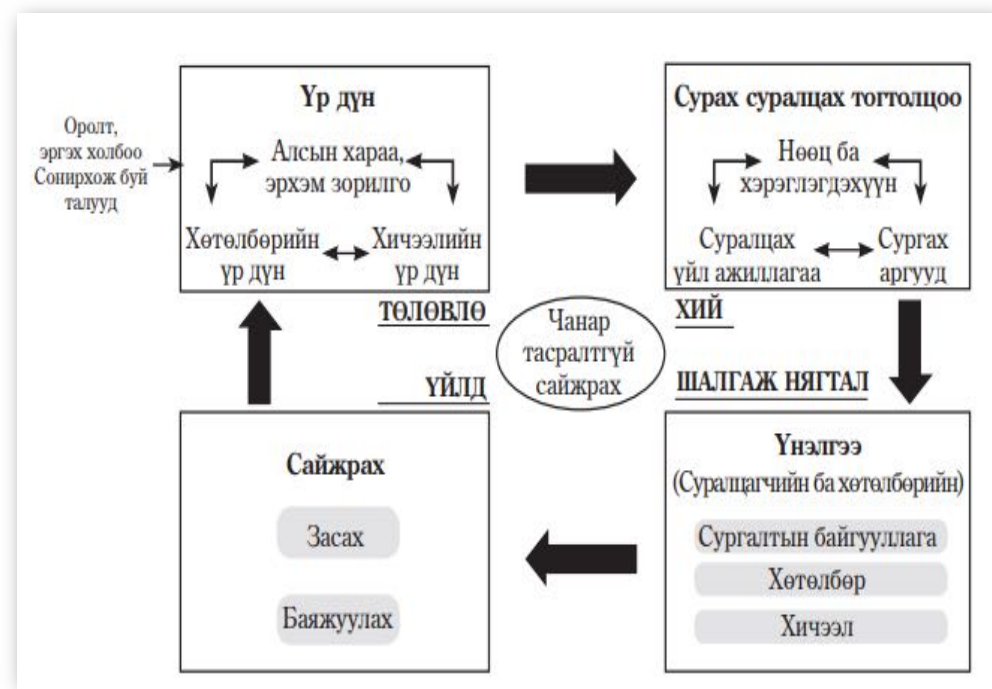 Оролт,
эргэх холбоо
Сонирхож буй
талууд
Үр дүн
Алсын хараа,
эрхэм зорилго
Хөтөлбөрийн
үр дүн
Хичээлийн
үр дүн
ТӨЛӨВЛӨ
Сурах суралцах тогтолцоо
Нөөц ба
хэрэглэгдэхүүн
Суралцах
үйл ажиллагаа
Сургах
аргууд
ХИЙ
Чанар
тасралтгүй
сайжрах
ШАЛГАЖ НЯГТАЛ
Үнэлгээ
(Суралцагчийн ба хөтөлбөрийн)
Сургалтын байгууллага
Хөтөлбөр
Хичээл
ҮЙЛД
Сайжрах
Засах
Баяжуулах